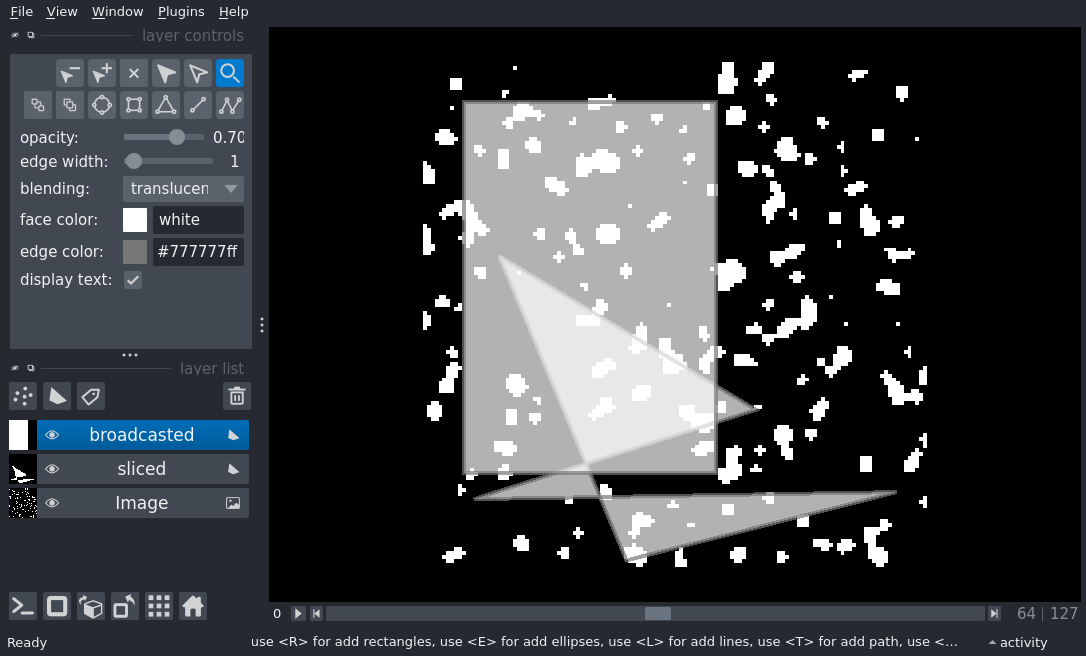 File View Window Plugins Help
layer controls
opacity: 0.70
edge width: 1
blending: translucen
face color: white
edge color: #777777ff
display text:
layer list
broadcasted
sliced
Image
0 64 127
Ready use <R> for add rectangles, use <E> for add ellipses, use <L> for add lines, use <T> for add path, use <... activity